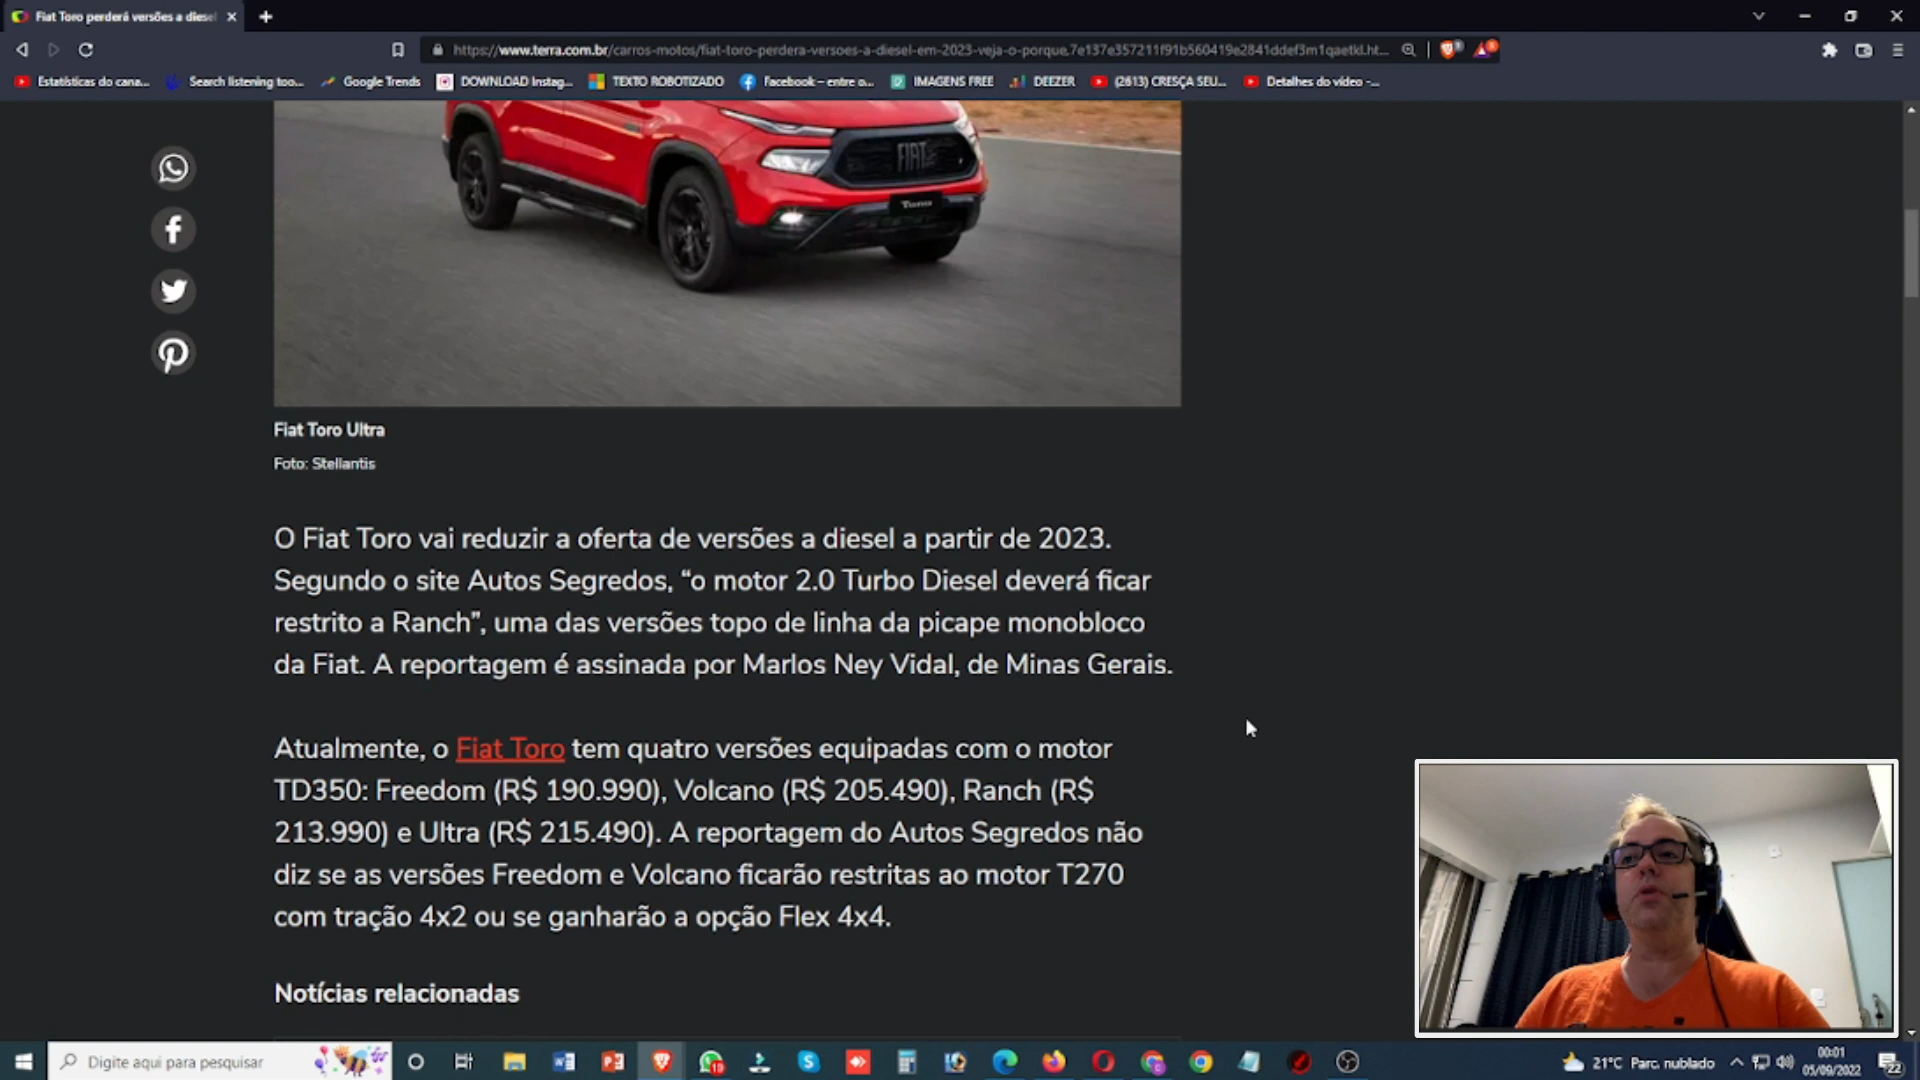 Fiat Toro perderá versões a diesel
https://www.terra.com.br/carros-motos/fiat-toro-perdera-versoes-a-diesel-em-2023-veja-o-porque,7e137e357211f91b560419e2841ddef3m1qaetkl.ht...
Estatísticas do cana...
Search listening too...
Google Trends
DOWNLOAD Instag...
TEXTO ROBOTIZADO
Facebook – entre o...
IMAGENS FREE
DEEZER
(2613) CRESÇA SEU...
Detalhes do vídeo -...
FIAT
Toro
Fiat Toro Ultra
Foto: Stellantis
O Fiat Toro vai reduzir a oferta de versões a diesel a partir de 2023.
Segundo o site Autos Segredos, “o motor 2.0 Turbo Diesel deverá ficar
restrito a Ranch”, uma das versões topo de linha da picape monobloco
da Fiat. A reportagem é assinada por Marlos Ney Vidal, de Minas Gerais.
Atualmente, o Fiat Toro tem quatro versões equipadas com o motor
TD350: Freedom (R$ 190.990), Volcano (R$ 205.490), Ranch (R$
213.990) e Ultra (R$ 215.490). A reportagem do Autos Segredos não
diz se as versões Freedom e Volcano ficarão restritas ao motor T270
com tração 4x2 ou se ganharão a opção Flex 4x4.
Notícias relacionadas
Digite aqui para pesquisar
21°C Parc. nublado
00:01
05/09/2022
22